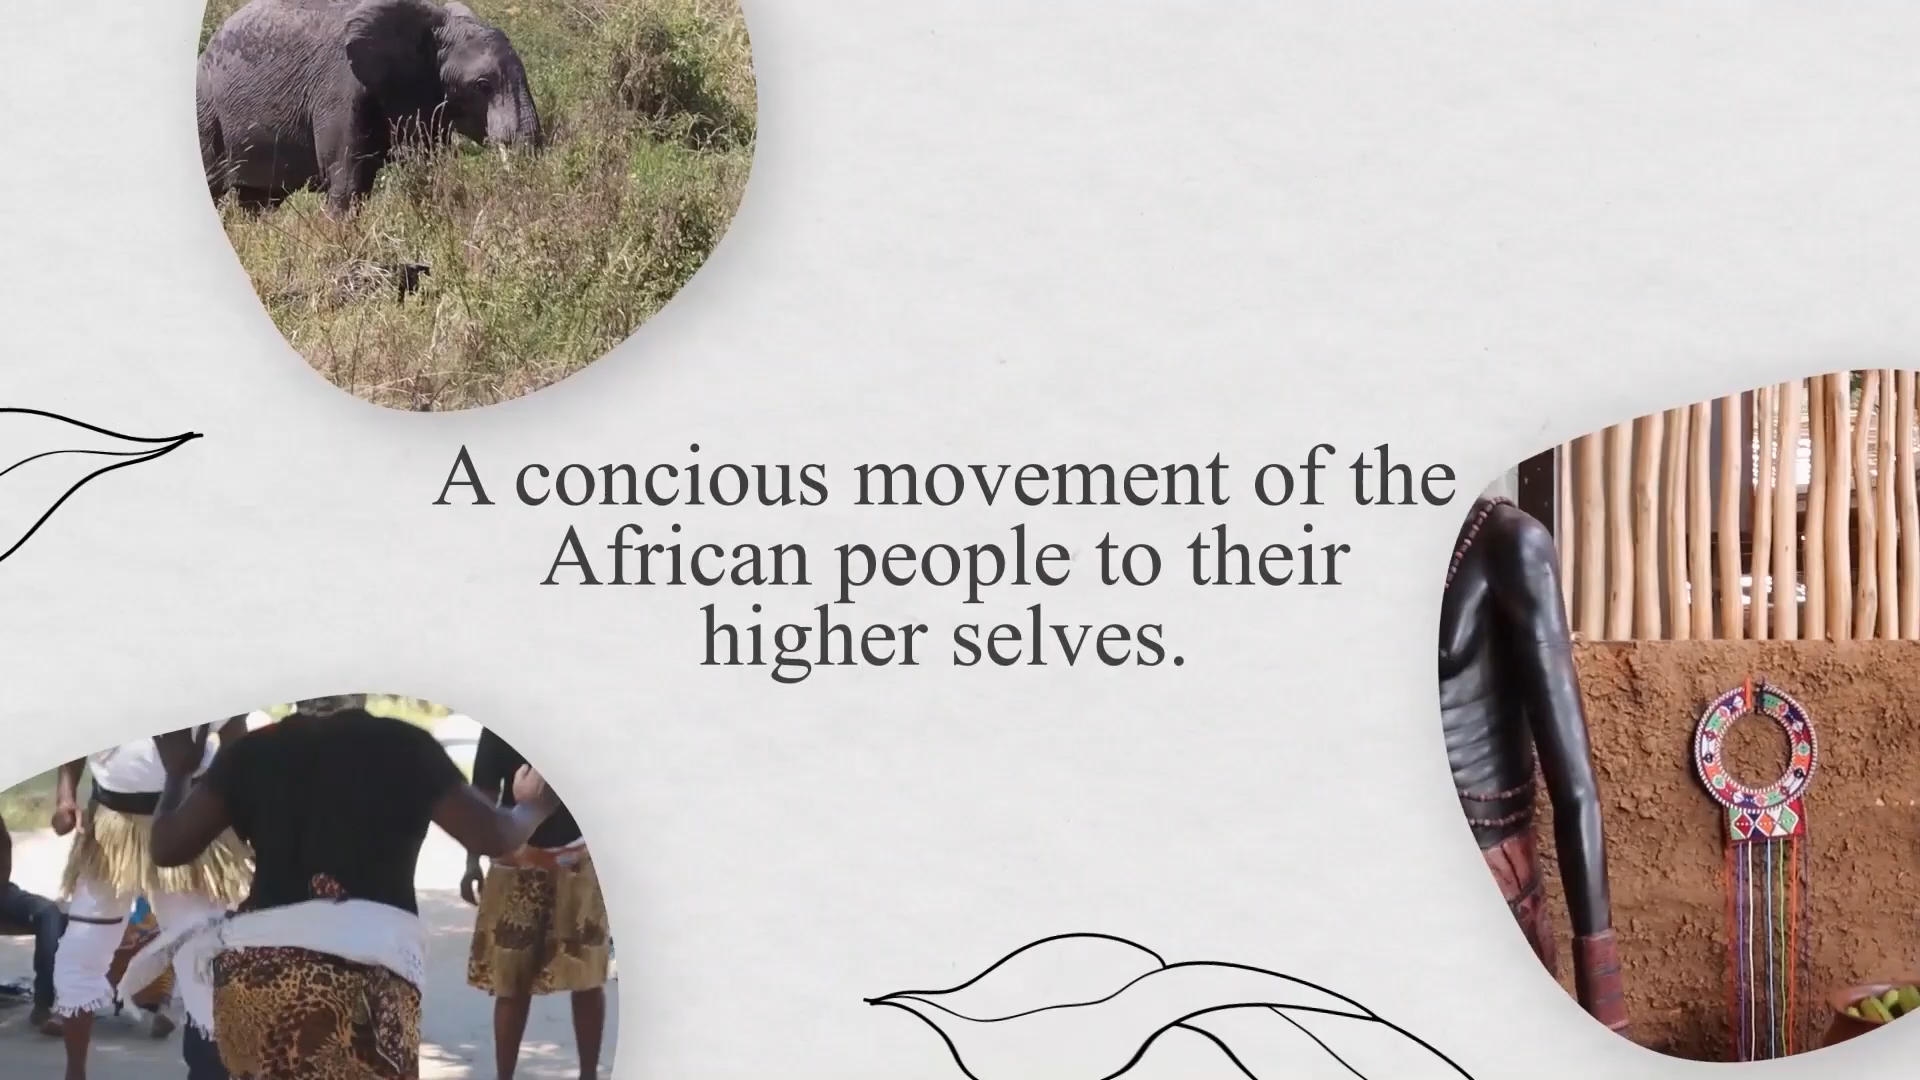 A concious movement of the
African people to their
higher selves.